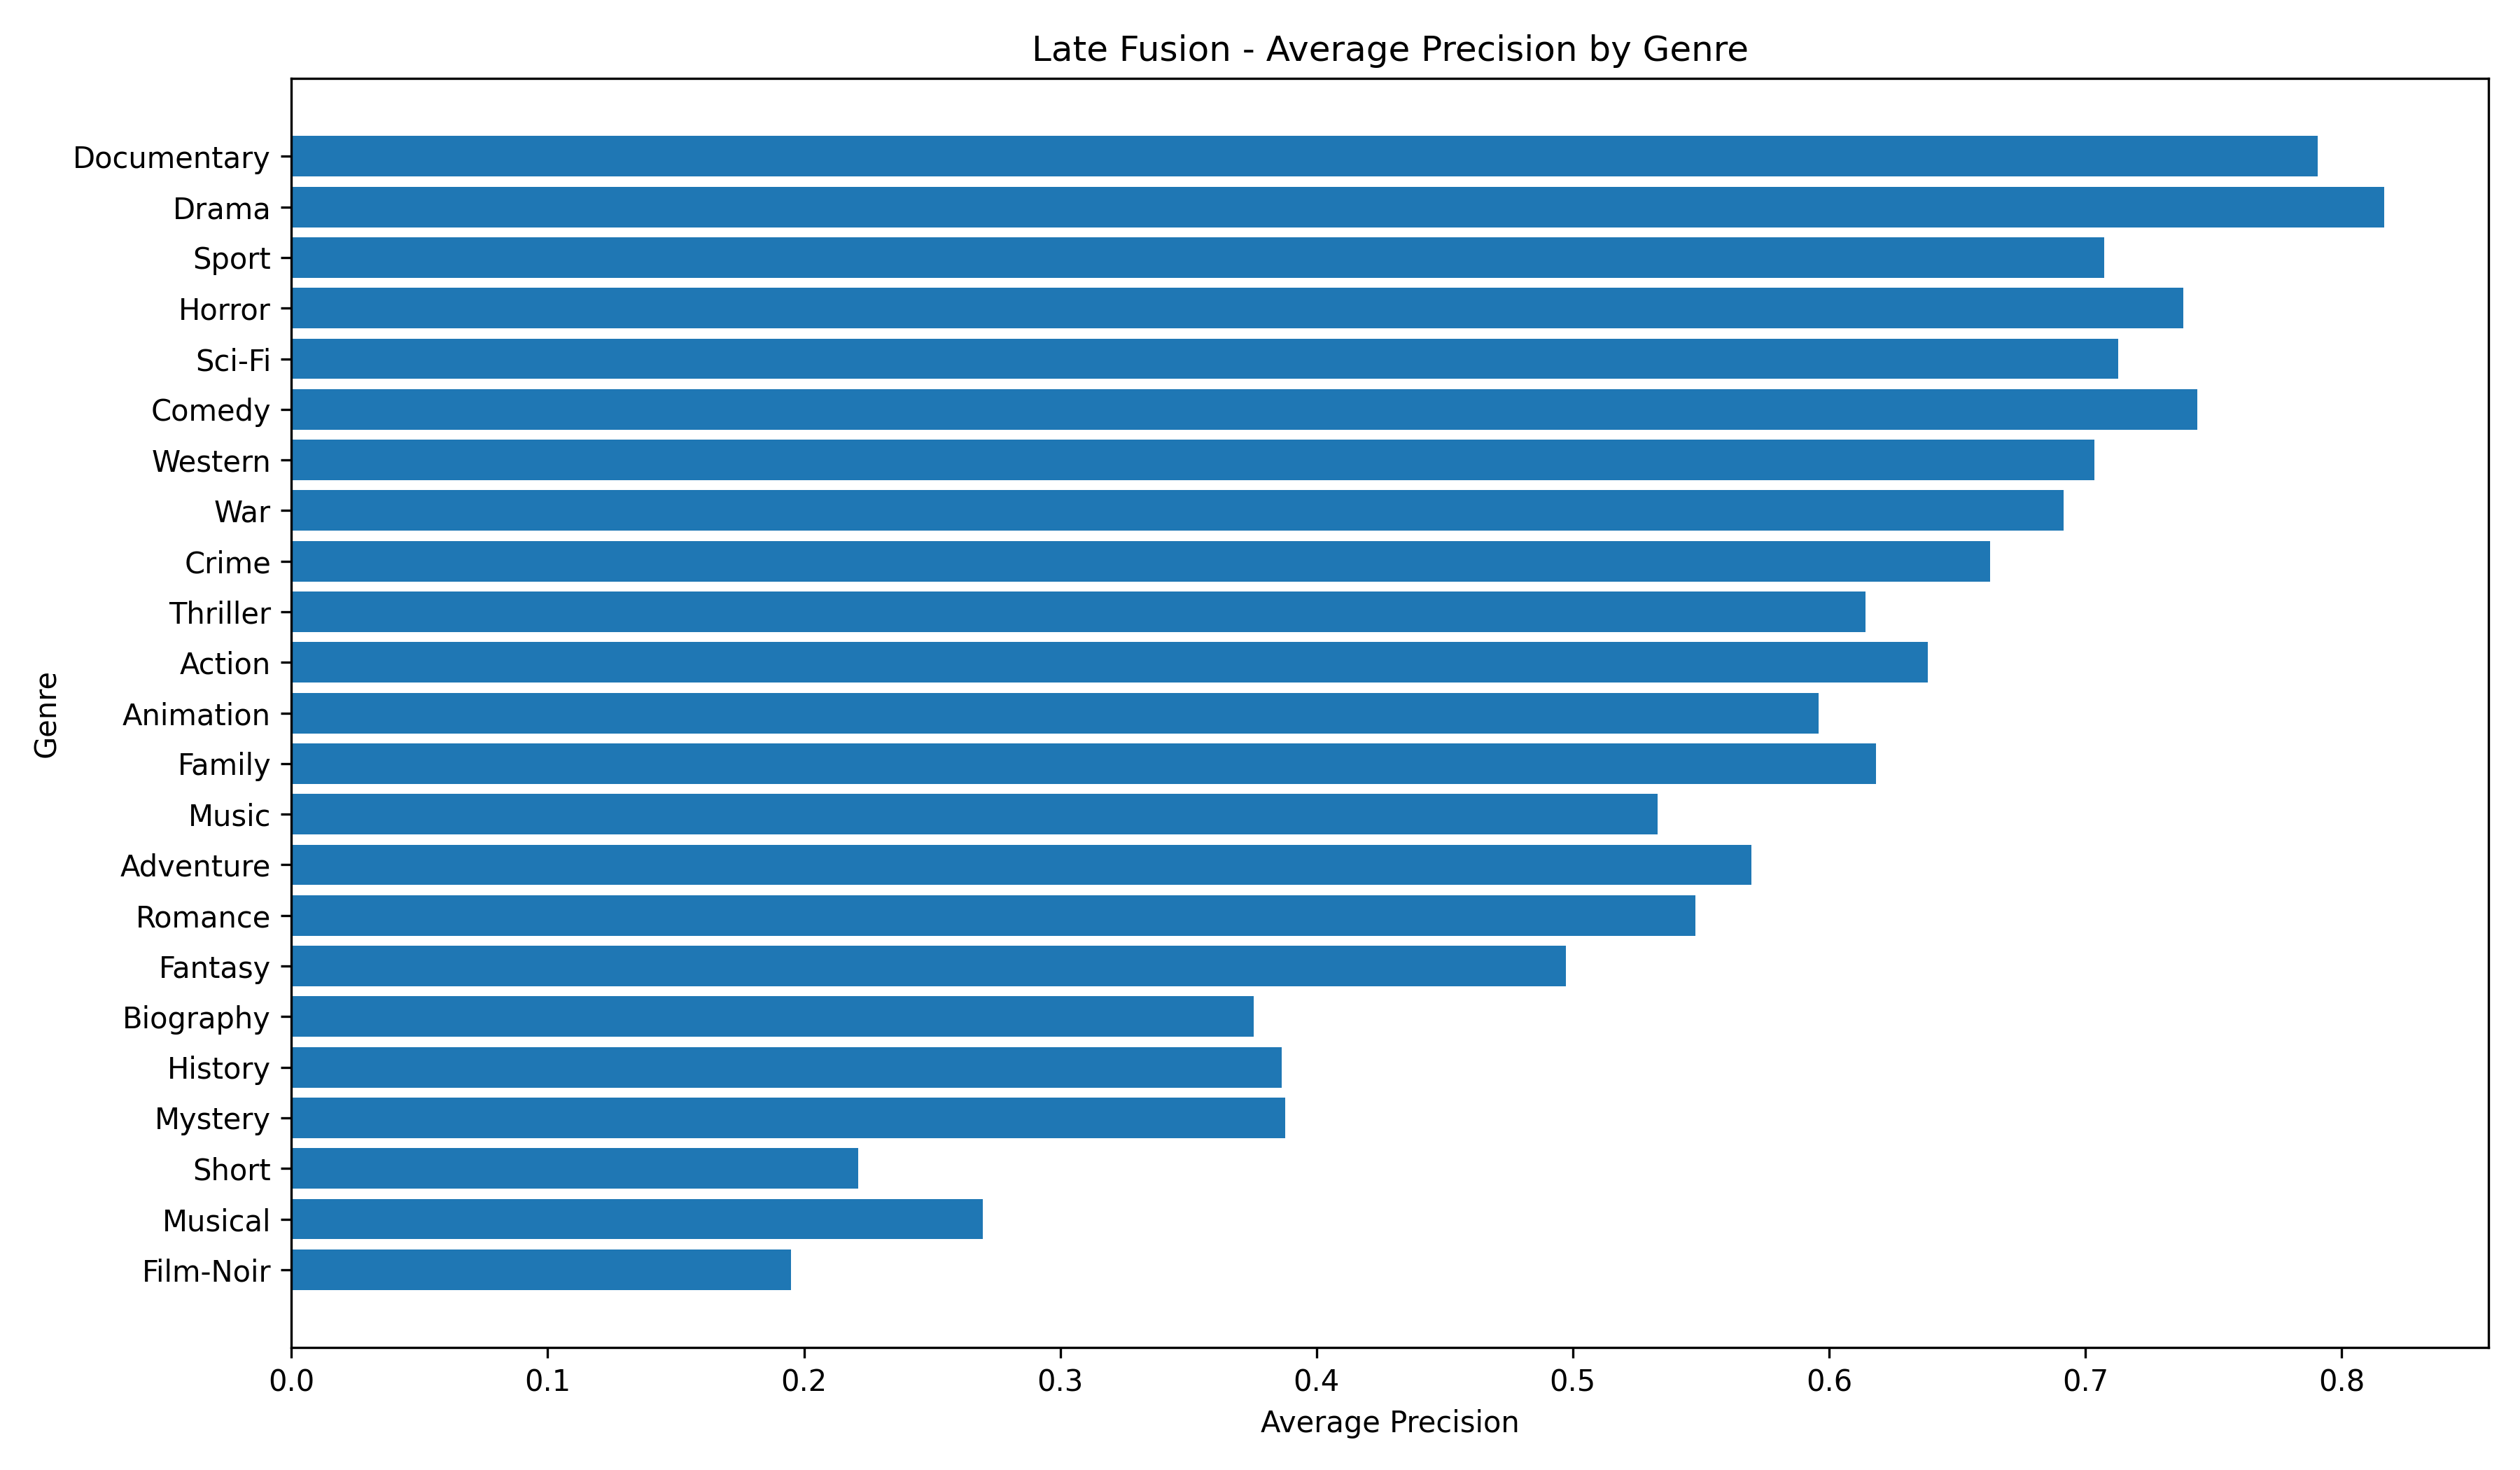 Late Fusion - Average Precision by Genre
Genre
Documentary
Drama
Sport
Horror
Sci-Fi
Comedy
Western
War
Crime
Thriller
Action
Animation
Family
Music
Adventure
Romance
Fantasy
Biography
History
Mystery
Short
Musical
Film-Noir
0.0 0.1 0.2 0.3 0.4 0.5 0.6 0.7 0.8
Average Precision